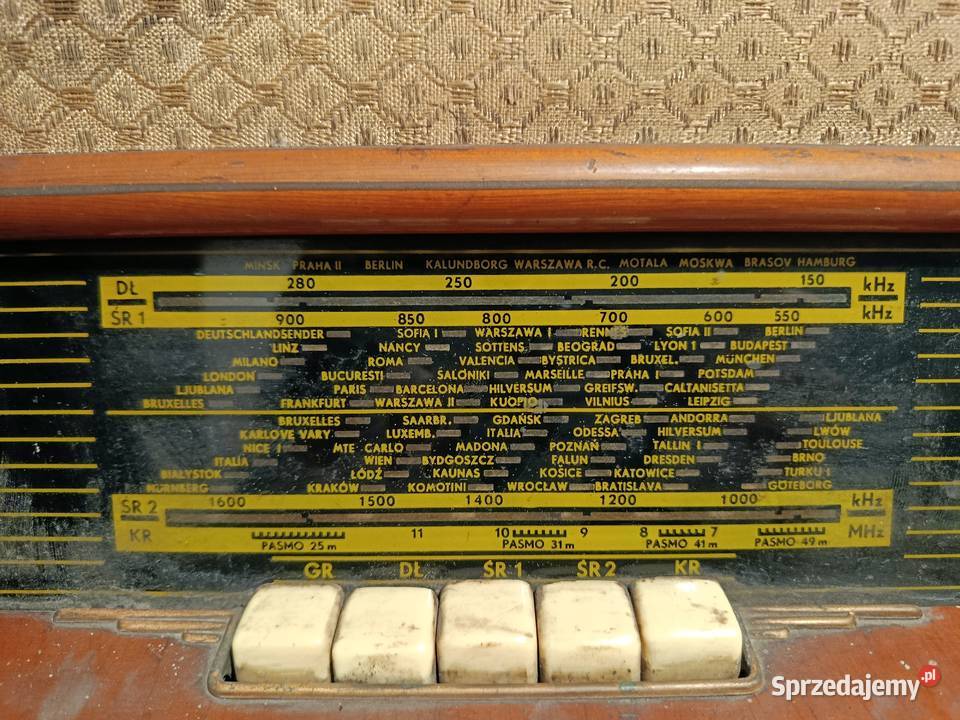 MINSK PRAHA II BERLIN KALUNDBORG WARSZAWA R.C. MOTALA MOSKWA BRASOV HAMBURG
DŁ 280 250 200 150 kHz
ŚR 1 900 850 800 700 600 550 kHz
DEUTSCHLANDSENDER SOFIA I WARSZAWA I RENNES SOFIA II BERLIN
LINZ NANCY SOTTENS BEOGRAD LYON 1 BUDAPEST
MILANO ROMA VALENCIA BYSTRICA BRUXEL. MÜNCHEN
LONDON BUCURESTI SALONIKI MARSEILLE PRAHA I POTSDAM
LJUBLANA PARIS BARCELONA HILVERSUM GREIFSW. CALTANISETTA
BRUXELLES FRANKFURT WARSZAWA II KUOPIO VILNIUS LEIPZIG
BRUXELLES SAARBR. GDAŃSK ZAGREB ANDORRA LJUBLANA
KARLOVE VARY LUXEMB. ITALIA ODESSA HILVERSUM LWÓW
NICE I MTE CARLO MADONA POZNAŃ TALLIN I TOULOUSE
ITALIA WIEN BYDGOSZCZ FALUN DRESDEN BRNO
BIAŁYSTOK ŁÓDŹ KAUNAS KOŚICE KATOWICE TURKU I
NÜRNBERG KRAKÓW KOMOTINI WROCŁAW BRATISLAVA GÖTEBORG
ŚR 2 1600 1500 1400 1200 1000 kHz
KR 11 10 9 8 7 MHz
PASMO 25 m PASMO 31 m PASMO 41 m PASMO 49 m
GR DŁ ŚR 1 ŚR 2 KR
Sprzedajemy.pl